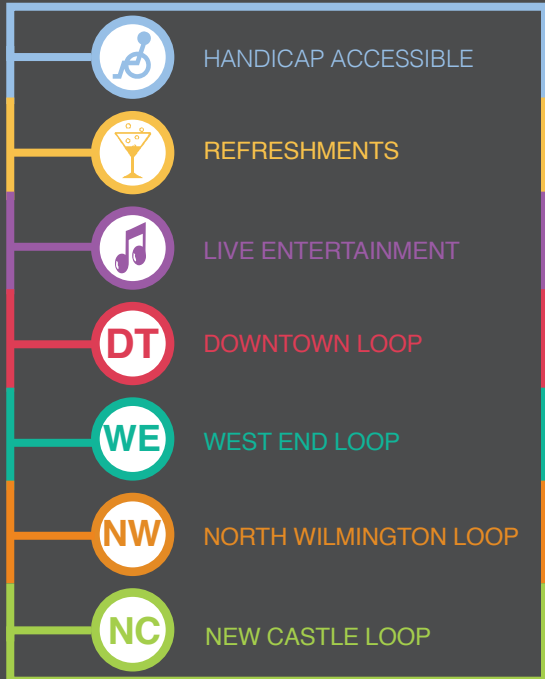 HANDICAP ACCESSIBLE
REFRESHMENTS
LIVE ENTERTAINMENT
DT DOWNTOWN LOOP
WE WEST END LOOP
NW NORTH WILMINGTON LOOP
NC NEW CASTLE LOOP